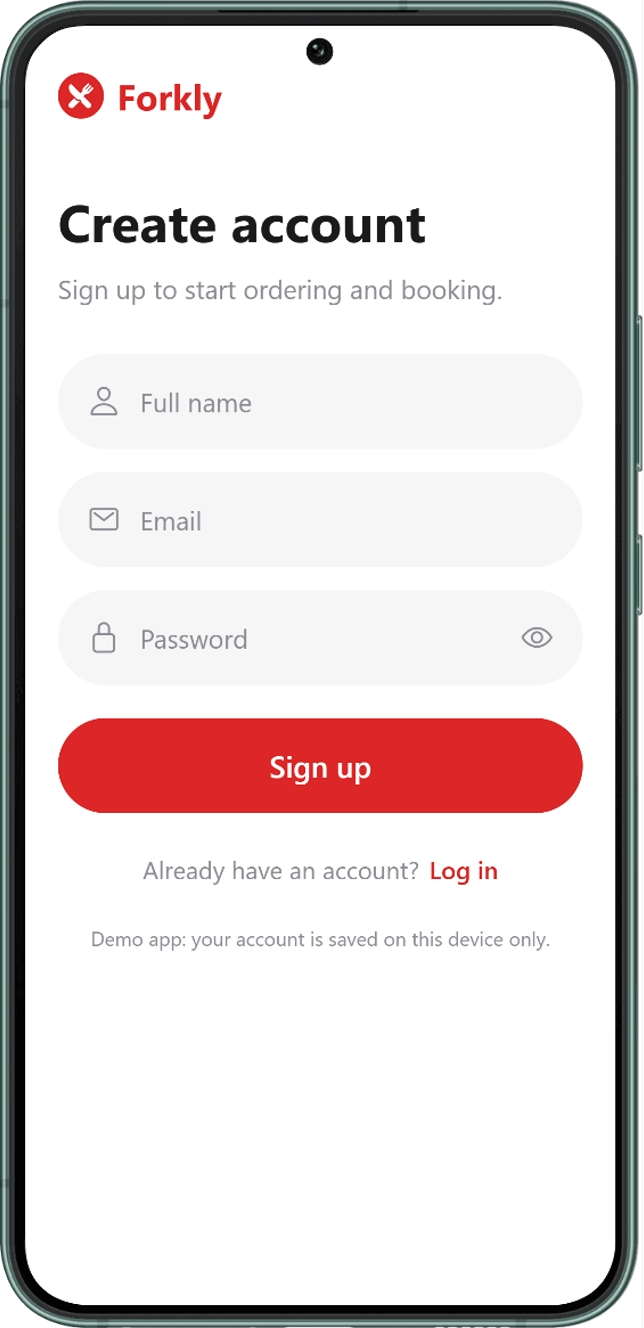 Forkly
Create account
Sign up to start ordering and booking.
Full name
Email
Password
Sign up
Already have an account? Log in
Demo app: your account is saved on this device only.